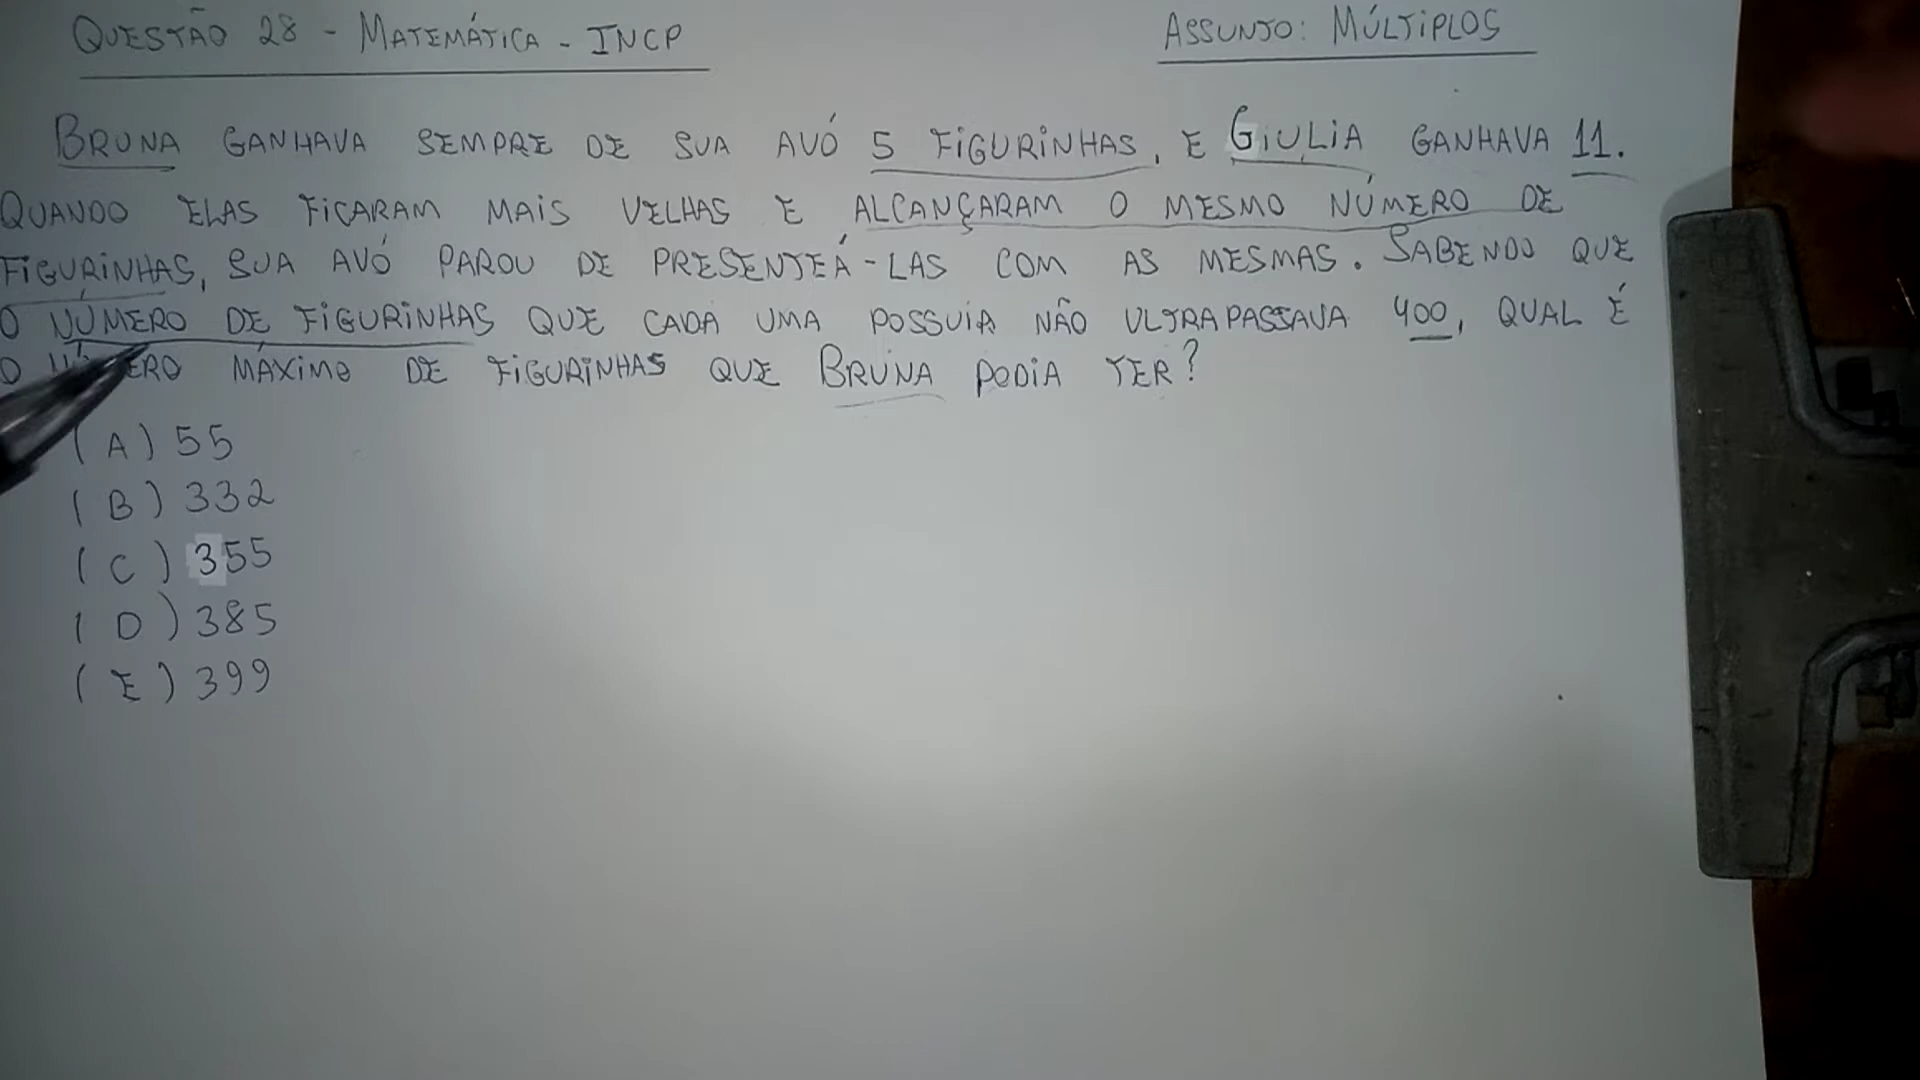 QUESTÃO 28 - MATEMÁTICA - INCP
ASSUNTO: MÚLTIPLOS
BRUNA GANHAVA SEMPRE DE SUA AVÓ 5 FIGURINHAS, E GIULIA GANHAVA 11.
QUANDO ELAS FICARAM MAIS VELHAS E ALCANÇARAM O MESMO NÚMERO DE
FIGURINHAS, SUA AVÓ PAROU DE PRESENTEÁ-LAS COM AS MESMAS. SABENDO QUE
O NÚMERO DE FIGURINHAS QUE CADA UMA POSSUÍA NÃO ULTRAPASSAVA 400, QUAL É
O MÁXIMO DE FIGURINHAS QUE BRUNA PODIA TER?
(A) 55
(B) 332
(C) 355
(D) 385
(E) 399